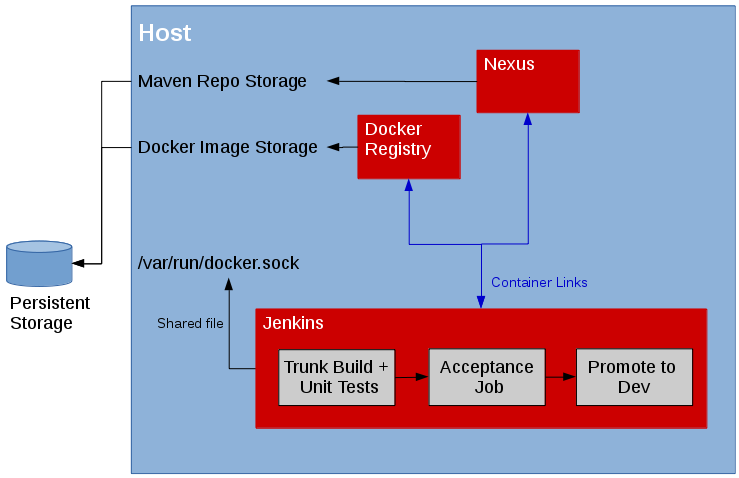 Host
Nexus
Maven Repo Storage
Docker
Registry
Docker Image Storage
/var/run/docker.sock
Container Links
Persistent
Storage
Shared file
Jenkins
Trunk Build +
Unit Tests
Acceptance
Job
Promote to
Dev